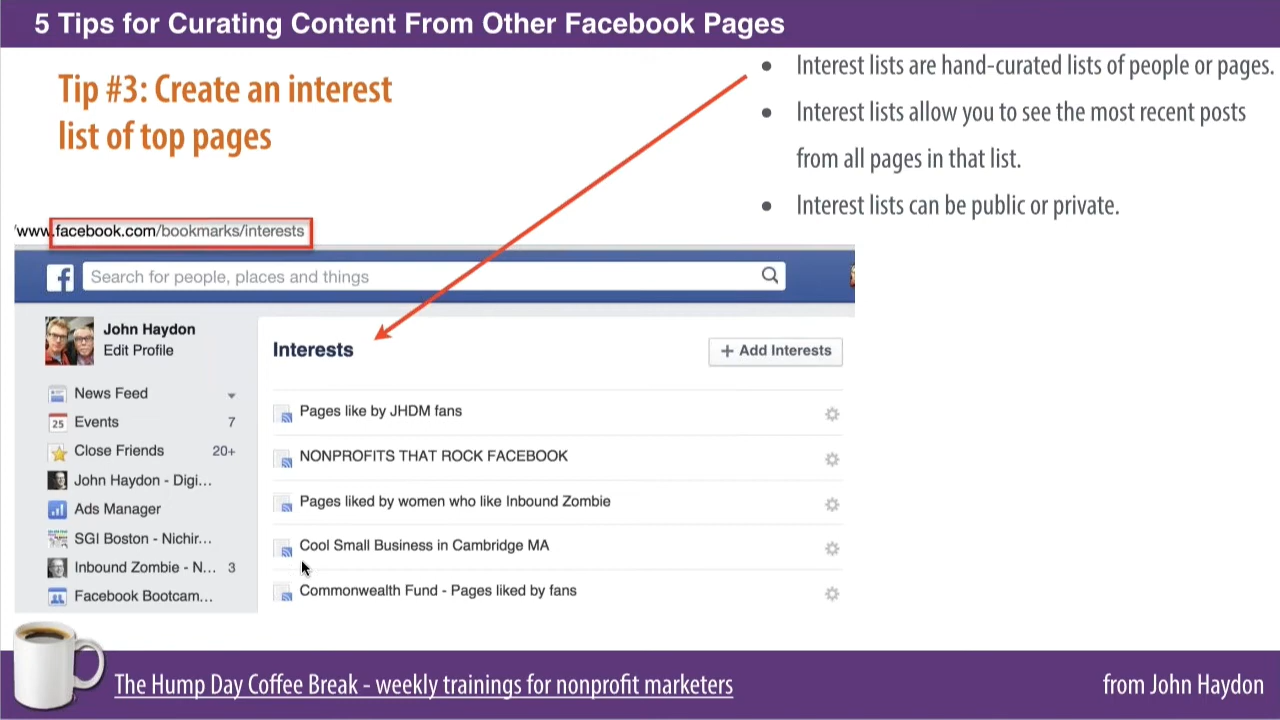 5 Tips for Curating Content From Other Facebook Pages
Tip #3: Create an interest
list of top pages
• Interest lists are hand-curated lists of people or pages.
• Interest lists allow you to see the most recent posts
from all pages in that list.
• Interest lists can be public or private.
/www.facebook.com/bookmarks/interests
f
Search for people, places and things
John Haydon
Edit Profile
News Feed
25 Events 7
Close Friends 20+
John Haydon - Digi...
Ads Manager
SGI Boston - Nichir...
Inbound Zombie - N... 3
Facebook Bootcam...
Interests
+ Add Interests
Pages like by JHDM fans
NONPROFITS THAT ROCK FACEBOOK
Pages liked by women who like Inbound Zombie
Cool Small Business in Cambridge MA
Commonwealth Fund - Pages liked by fans
The Hump Day Coffee Break - weekly trainings for nonprofit marketers
from John Haydon